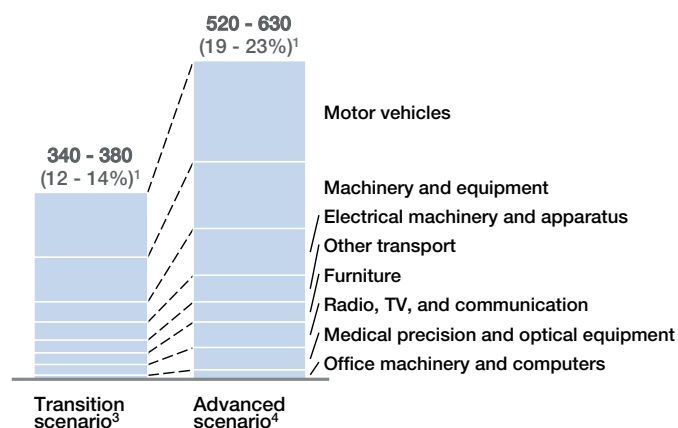 520 - 630
(19 - 23%)¹
Motor vehicles
340 - 380
(12 - 14%)¹
Machinery and equipment
Electrical machinery and apparatus
Other transport
Furniture
Radio, TV, and communication
Medical precision and optical equipment
Office machinery and computers
Transition
scenario³
Advanced
scenario⁴